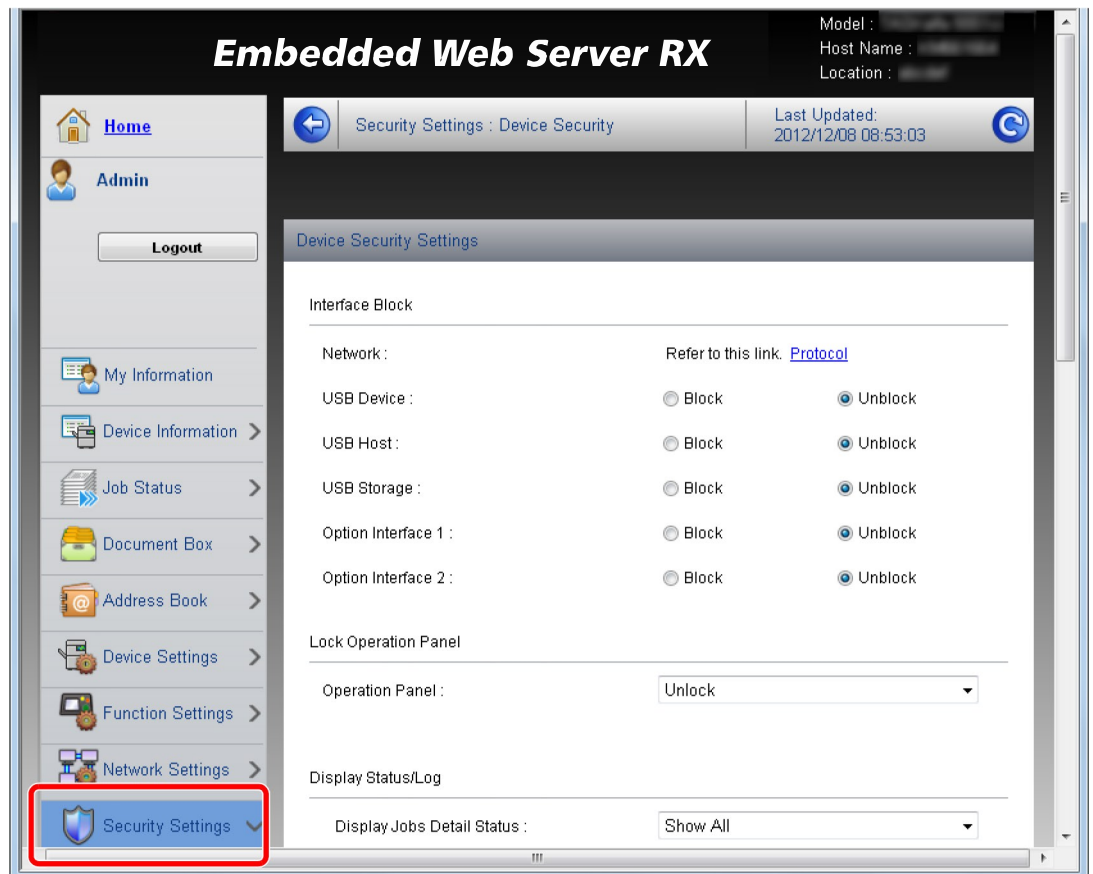 Embedded Web Server RX
Model :
Host Name :
Location :
Home
Admin
Logout
My Information
Device Information
Job Status
Document Box
Address Book
Device Settings
Function Settings
Network Settings
Security Settings
Security Settings : Device Security
Last Updated:
2012/12/08 08:53:03
Device Security Settings
Interface Block
Network : Refer to this link. Protocol
USB Device : Block Unblock
USB Host : Block Unblock
USB Storage : Block Unblock
Option Interface 1 : Block Unblock
Option Interface 2 : Block Unblock
Lock Operation Panel
Operation Panel : Unlock
Display Status/Log
Display Jobs Detail Status : Show All